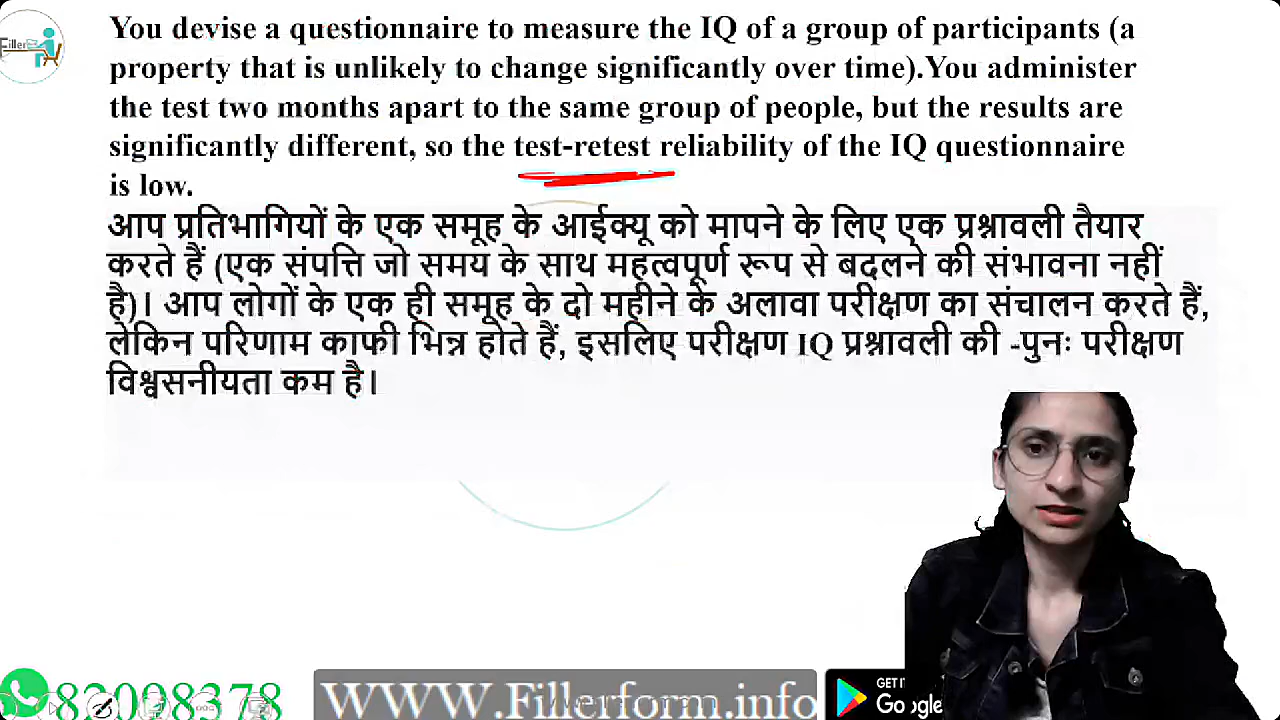 Filler
You devise a questionnaire to measure the IQ of a group of participants (a
property that is unlikely to change significantly over time).You administer
the test two months apart to the same group of people, but the results are
significantly different, so the test-retest reliability of the IQ questionnaire
is low.
आप प्रतिभागियों के एक समूह के आईक्यू को मापने के लिए एक प्रश्नावली तैयार
करते हैं (एक संपत्ति जो समय के साथ महत्वपूर्ण रूप से बदलने की संभावना नहीं
है)। आप लोगों के एक ही समूह के दो महीने के अलावा परीक्षण का संचालन करते हैं,
लेकिन परिणाम काफी भिन्न होते हैं, इसलिए परीक्षण IQ प्रश्नावली की -पुनः परीक्षण
विश्वसनीयता कम है।
WWW.Fillerform.info
GET
Google